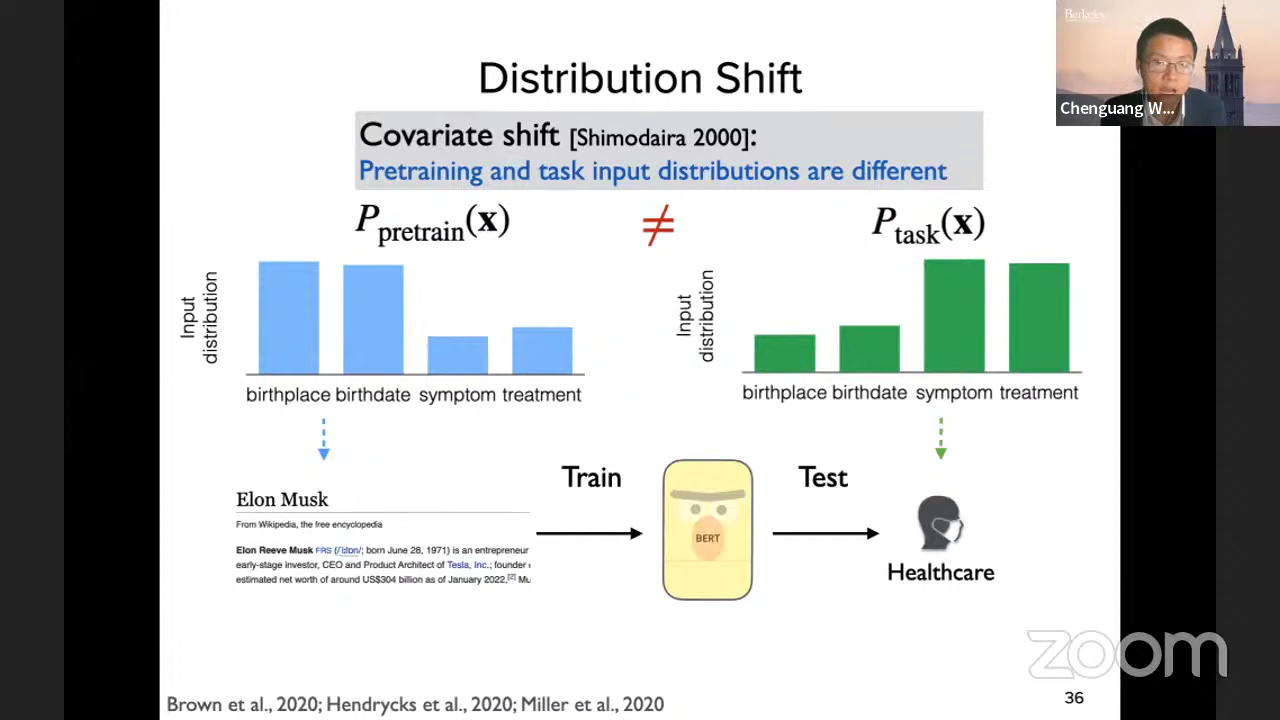 Berkeley
Chenguang W...
Distribution Shift
Covariate shift [Shimodaira 2000]:
Pretraining and task input distributions are different
P_pretrain(x) ≠ P_task(x)
Input
distribution
birthplace birthdate symptom treatment
Input
distribution
birthplace birthdate symptom treatment
Elon Musk
From Wikipedia, the free encyclopedia
Elon Reeve Musk FRS (/ˈiːlɒn/; born June 28, 1971) is an entrepreneur
early-stage investor, CEO and Product Architect of Tesla, Inc.; founder
estimated net worth of around US$304 billion as of January 2022.[2] Mu
Train
BERT
Test
Healthcare
zoom
Brown et al., 2020; Hendrycks et al., 2020; Miller et al., 2020
36